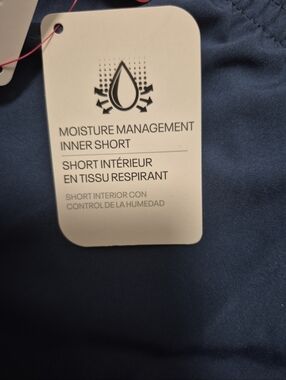 MOISTURE MANAGEMENT
INNER SHORT
SHORT INTÉRIEUR
EN TISSU RESPIRANT
SHORT INTERIOR CON
CONTROL DE LA HUMEDAD